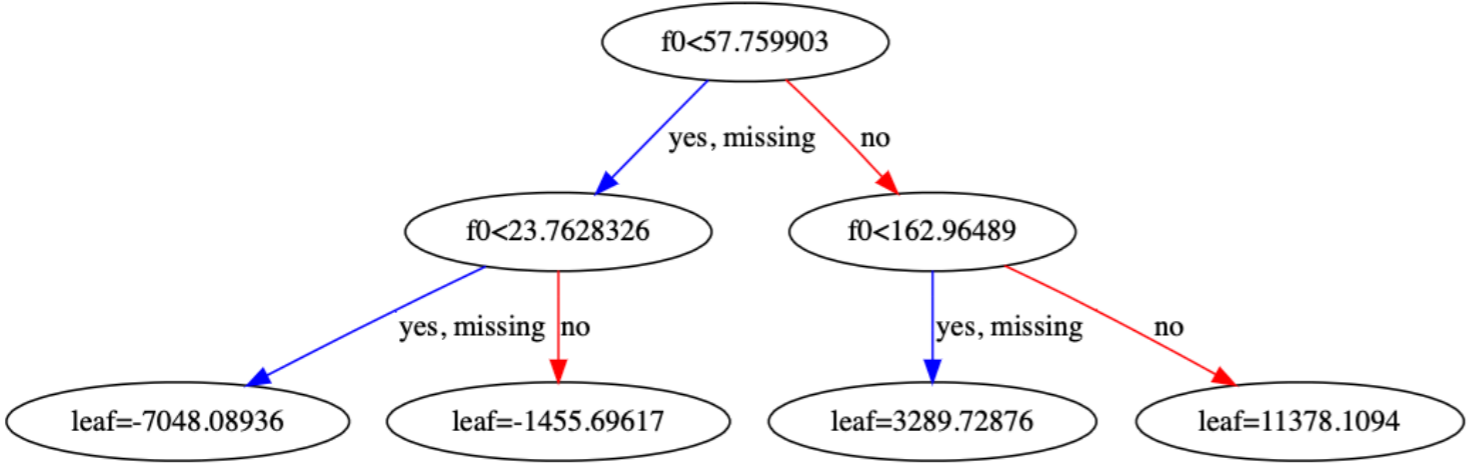 f0<57.759903
yes, missing
no
f0<23.7628326
f0<162.96489
yes, missing
no
yes, missing
no
leaf=-7048.08936
leaf=-1455.69617
leaf=3289.72876
leaf=11378.1094